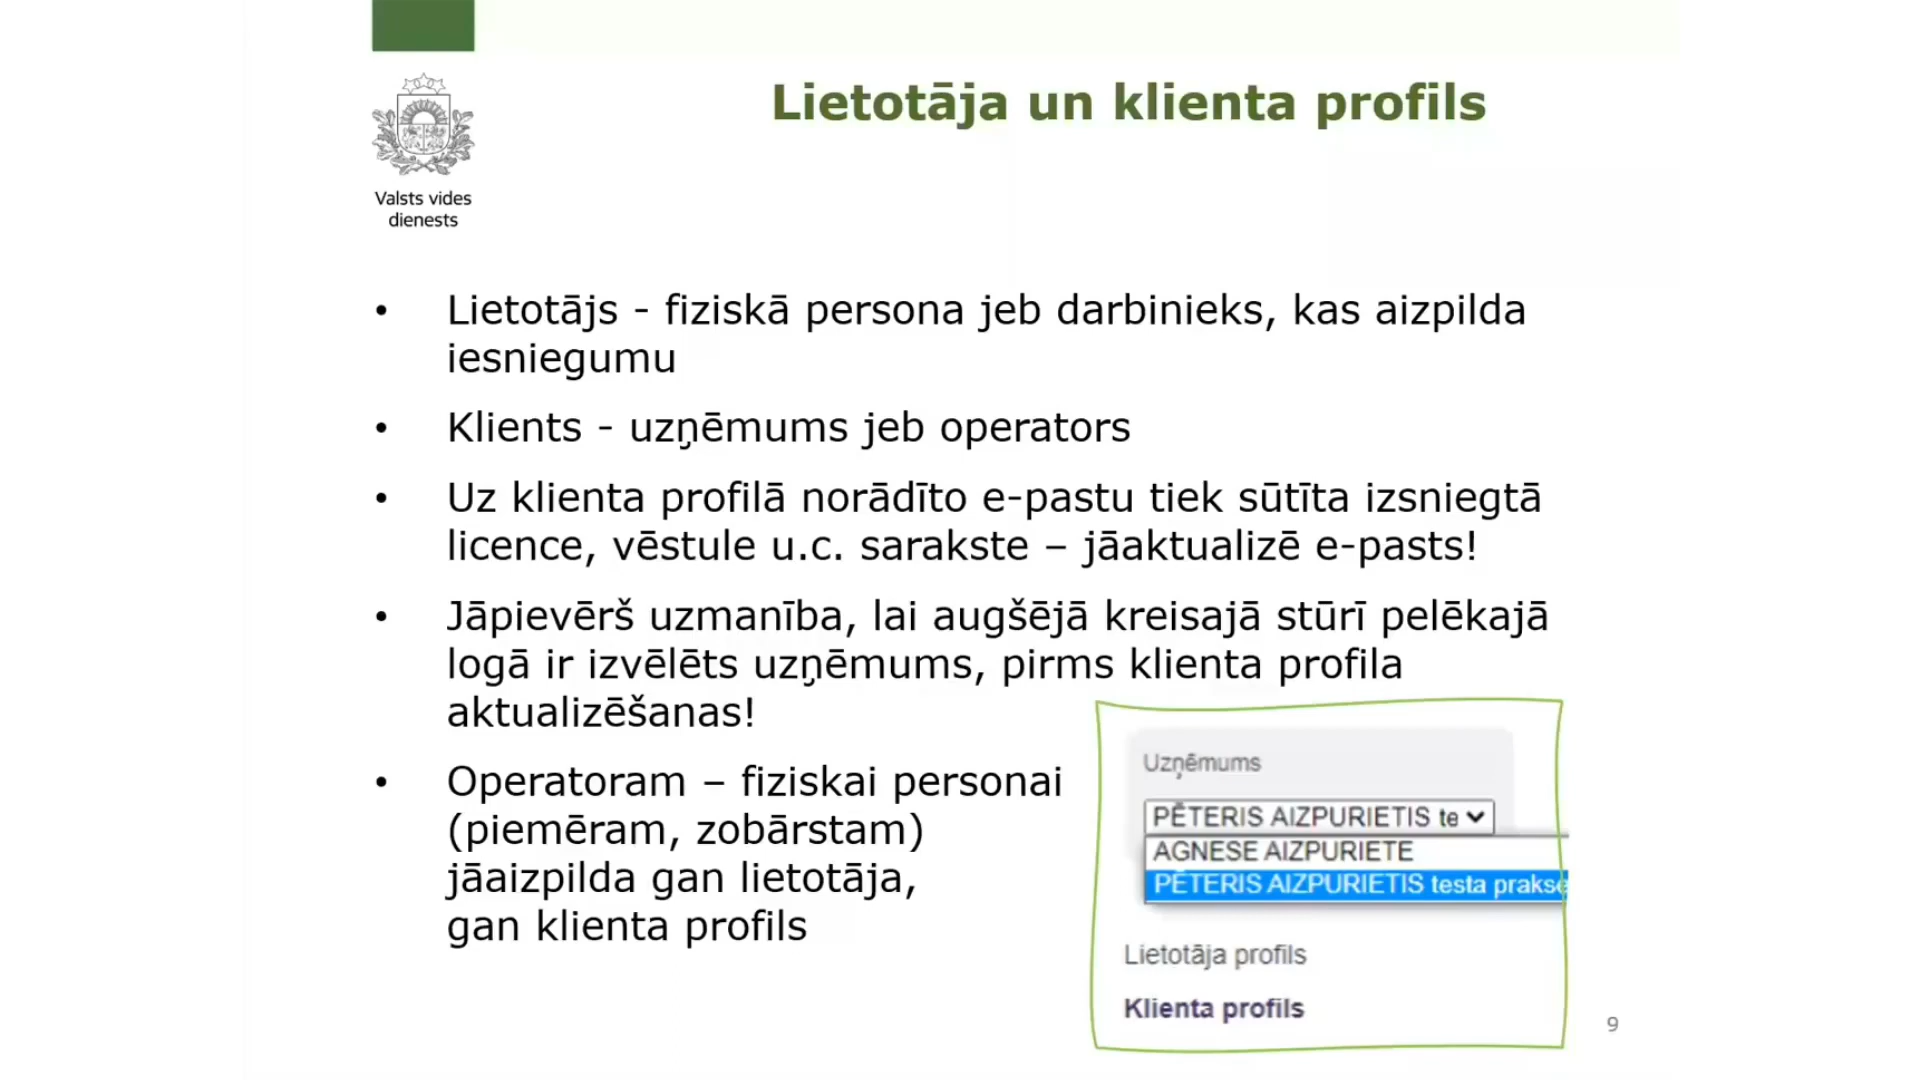 Lietotāja un klienta profils
Valsts vides
dienests
• Lietotājs - fiziskā persona jeb darbinieks, kas aizpilda
iesniegumu
• Klients - uzņēmums jeb operators
• Uz klienta profilā norādīto e-pastu tiek sūtīta izsniegtā
licence, vēstule u.c. sarakste – jāaktualizē e-pasts!
• Jāpievērš uzmanība, lai augšējā kreisajā stūrī pelēkajā
logā ir izvēlēts uzņēmums, pirms klienta profila
aktualizēšanas!
• Operatoram – fiziskai personai
(piemēram, zobārstam)
jāaizpilda gan lietotāja,
gan klienta profils
Uzņēmums
PĒTERIS AIZPURIETIS te
AGNESE AIZPURIETE
PĒTERIS AIZPURIETIS testa prakse
Lietotāja profils
Klienta profils
9